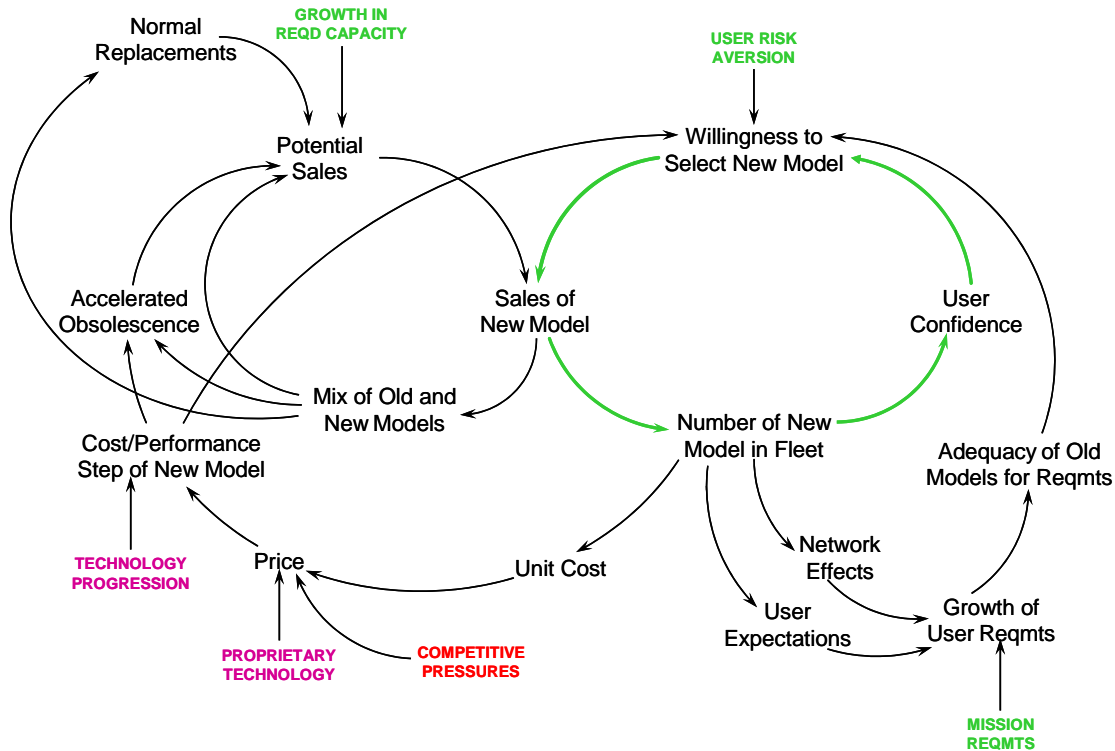 Normal
Replacements
GROWTH IN
REQD CAPACITY
USER RISK
AVERSION
Potential
Sales
Willingness to
Select New Model
Accelerated
Obsolescence
Sales of
New Model
User
Confidence
Mix of Old and
New Models
Number of New
Model in Fleet
Cost/Performance
Step of New Model
Adequacy of Old
Models for Reqmts
TECHNOLOGY
PROGRESSION
Price
Unit Cost
Network
Effects
User
Expectations
Growth of
User Reqmts
PROPRIETARY
TECHNOLOGY
COMPETITIVE
PRESSURES
MISSION
REQMTS